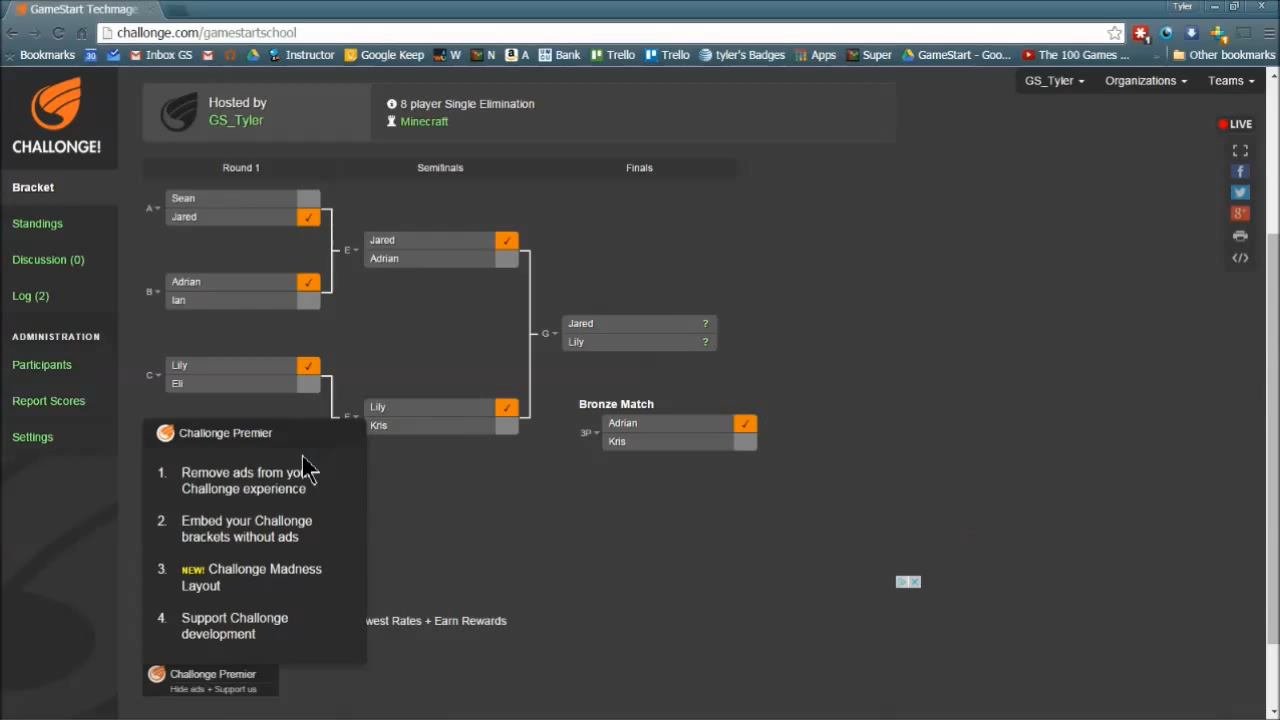 GameStart Techmage
Tyler
challonge.com/gamestartschool
Bookmarks
30
Inbox GS
Instructor
Google Keep
W
N
A
Bank
Trello
Trello
tyler's Badges
Apps
Super
GameStart - Goo...
The 100 Games ...
»
Other bookmarks
CHALLONGE!
Bracket
Standings
Discussion (0)
Log (2)
ADMINISTRATION
Participants
Report Scores
Settings
GS_Tyler
Organizations
Teams
LIVE
Hosted by
GS_Tyler
8 player Single Elimination
Minecraft
Round 1
Semifinals
Finals
A
Sean
Jared
B
Adrian
Ian
C
Lily
Eli
E
Jared
Adrian
F
Lily
Kris
G
Jared ?
Lily ?
Bronze Match
3P
Adrian
Kris
Challonge Premier
1. Remove ads from you
Challonge experience
2. Embed your Challonge
brackets without ads
3. NEW! Challonge Madness
Layout
4. Support Challonge
development
west Rates + Earn Rewards
Challonge Premier
Hide ads + Support us